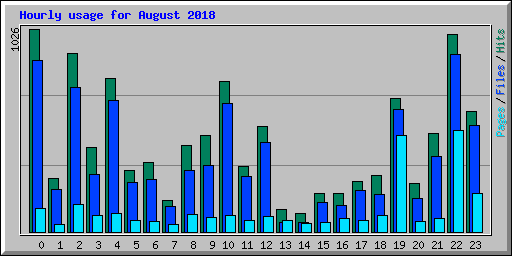 Hourly usage for August 2018
1026
Pages/Files/Hits
0 1 2 3 4 5 6 7 8 9 10 11 12 13 14 15 16 17 18 19 20 21 22 23